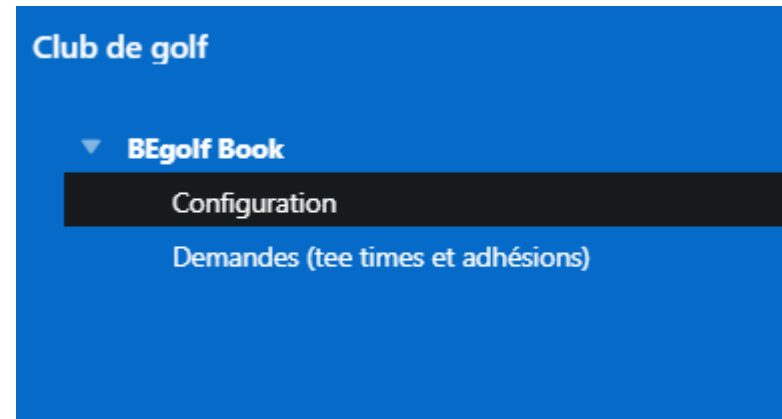 Club de golf
BEgolf Book
Configuration
Demandes (tee times et adhésions)